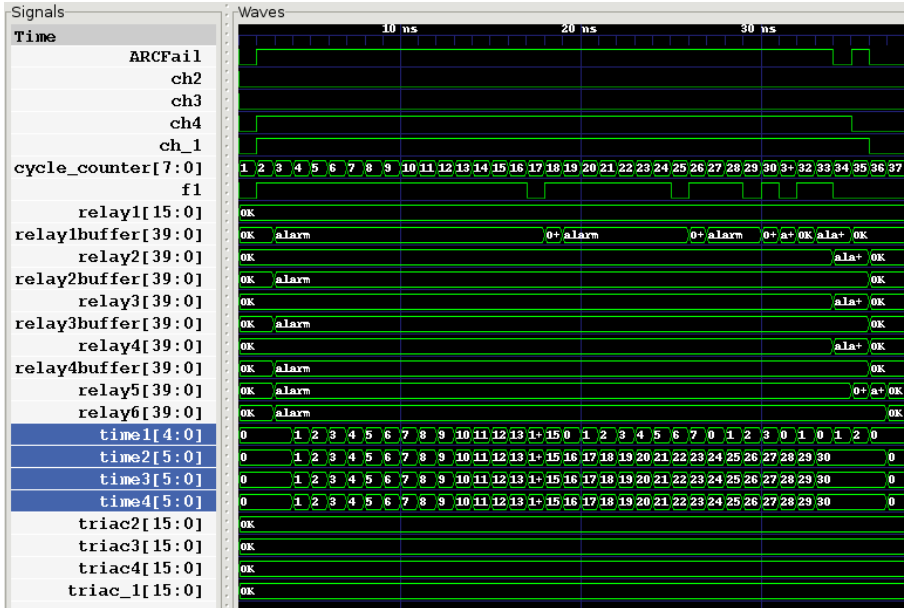 Signals Waves
Time 10 ns 20 ns 30 ns
ARCFail
ch2
ch3
ch4
ch_1
cycle_counter[7:0] 1 2 3 4 5 6 7 8 9 10 11 12 13 14 15 16 17 18 19 20 21 22 23 24 25 26 27 28 29 30 3+ 32 33 34 35 36 37
f1
relay1[15:0] OK
relay1buffer[39:0] OK alarm 0+ alarm 0+ alarm 0+ a+ OK ala+ OK
relay2[39:0] OK ala+ OK
relay2buffer[39:0] OK alarm OK
relay3[39:0] OK ala+ OK
relay3buffer[39:0] OK alarm OK
relay4[39:0] OK ala+ OK
relay4buffer[39:0] OK alarm OK
relay5[39:0] OK alarm 0+ a+ OK
relay6[39:0] OK alarm OK
time1[4:0] 0 1 2 3 4 5 6 7 8 9 10 11 12 13 1+ 15 0 1 2 3 4 5 6 7 0 1 2 3 0 1 0 1 2 0
time2[5:0] 0 1 2 3 4 5 6 7 8 9 10 11 12 13 1+ 15 16 17 18 19 20 21 22 23 24 25 26 27 28 29 30 0
time3[5:0] 0 1 2 3 4 5 6 7 8 9 10 11 12 13 1+ 15 16 17 18 19 20 21 22 23 24 25 26 27 28 29 30 0
time4[5:0] 0 1 2 3 4 5 6 7 8 9 10 11 12 13 1+ 15 16 17 18 19 20 21 22 23 24 25 26 27 28 29 30 0
triac2[15:0] OK
triac3[15:0] OK
triac4[15:0] OK
triac_1[15:0] OK